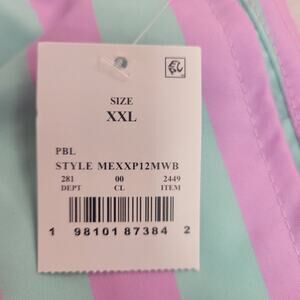 SIZE
XXL
PBL
STYLE MEXXP12MWB
281 00 2449
DEPT CL ITEM
1 98101 87384 2